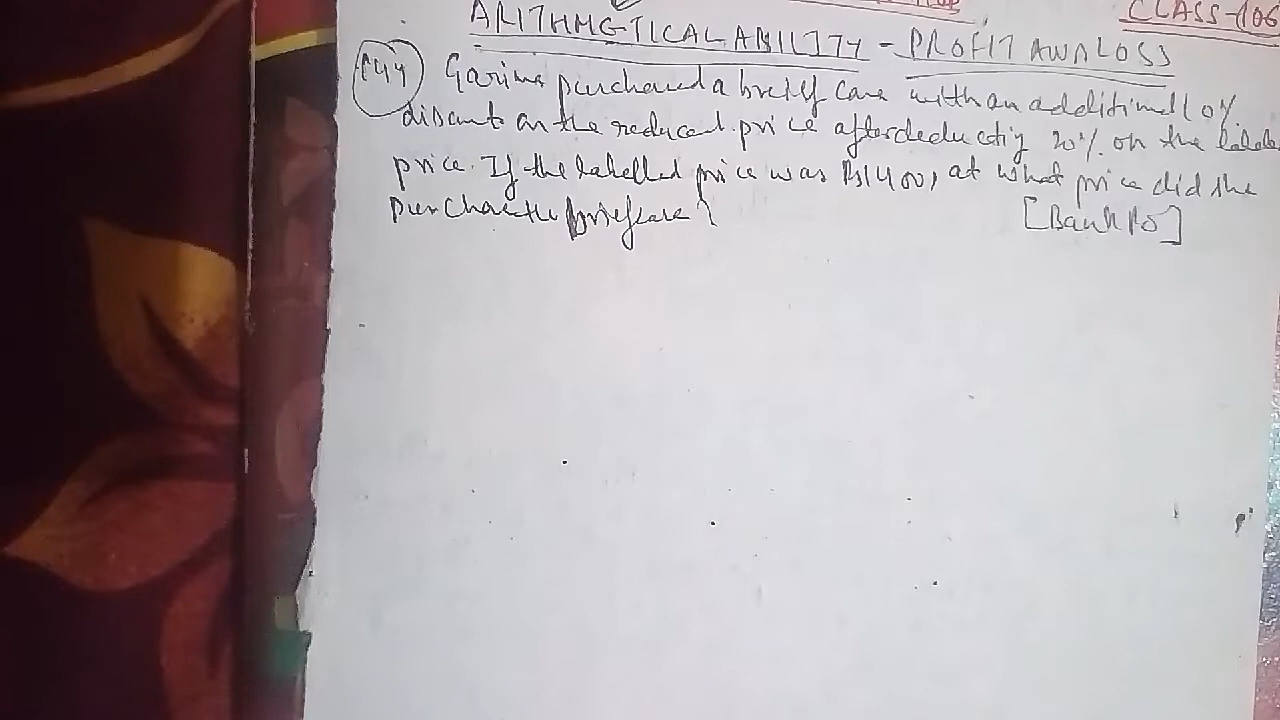 CLASS-106
ARITHMETICAL ABILITY - PROFIT AND LOSS
Garima purchased a breilf case with an additional 10%
discount on the reduced price after deducting 20% on the labelled
price. If the labelled price was Rs1400, at what price did she
purchase the briefcase?
[Bank PO]